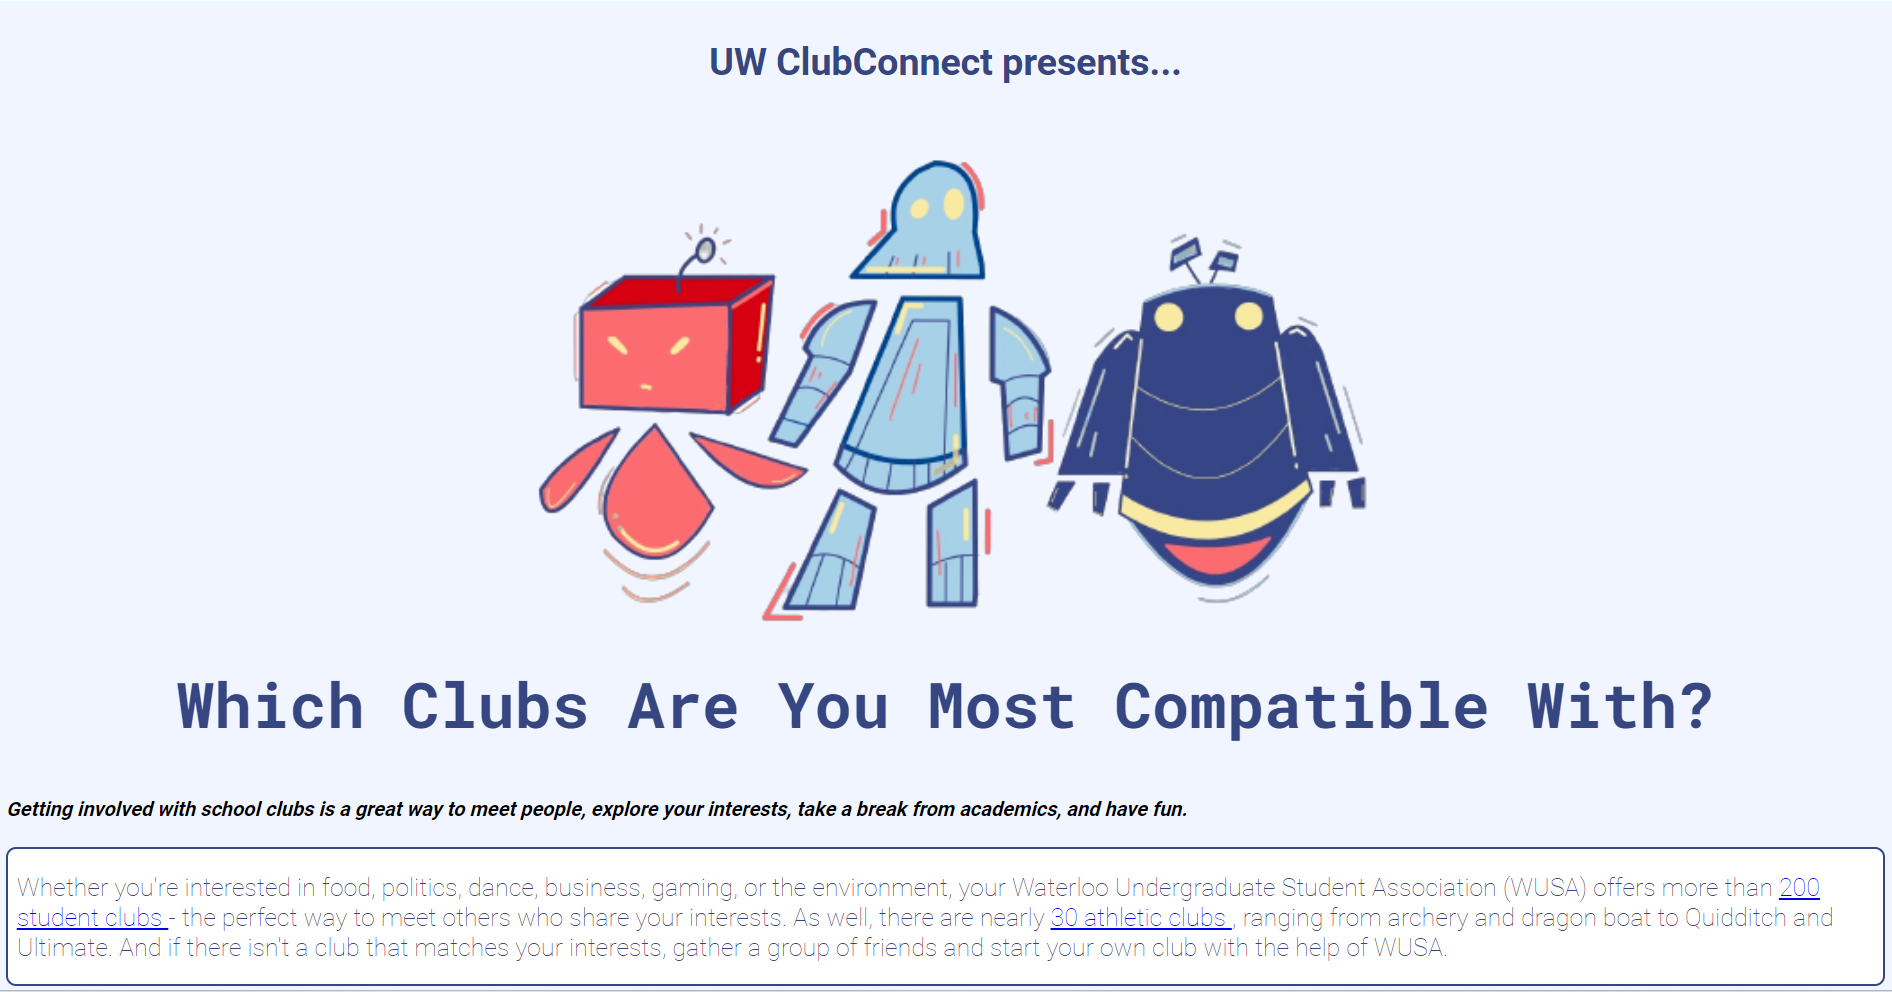 UW ClubConnect presents...
Which Clubs Are You Most Compatible With?
Getting involved with school clubs is a great way to meet people, explore your interests, take a break from academics, and have fun.
Whether you're interested in food, politics, dance, business, gaming, or the environment, your Waterloo Undergraduate Student Association (WUSA) offers more than 200
student clubs - the perfect way to meet others who share your interests. As well, there are nearly 30 athletic clubs , ranging from archery and dragon boat to Quidditch and
Ultimate. And if there isn't a club that matches your interests, gather a group of friends and start your own club with the help of WUSA.